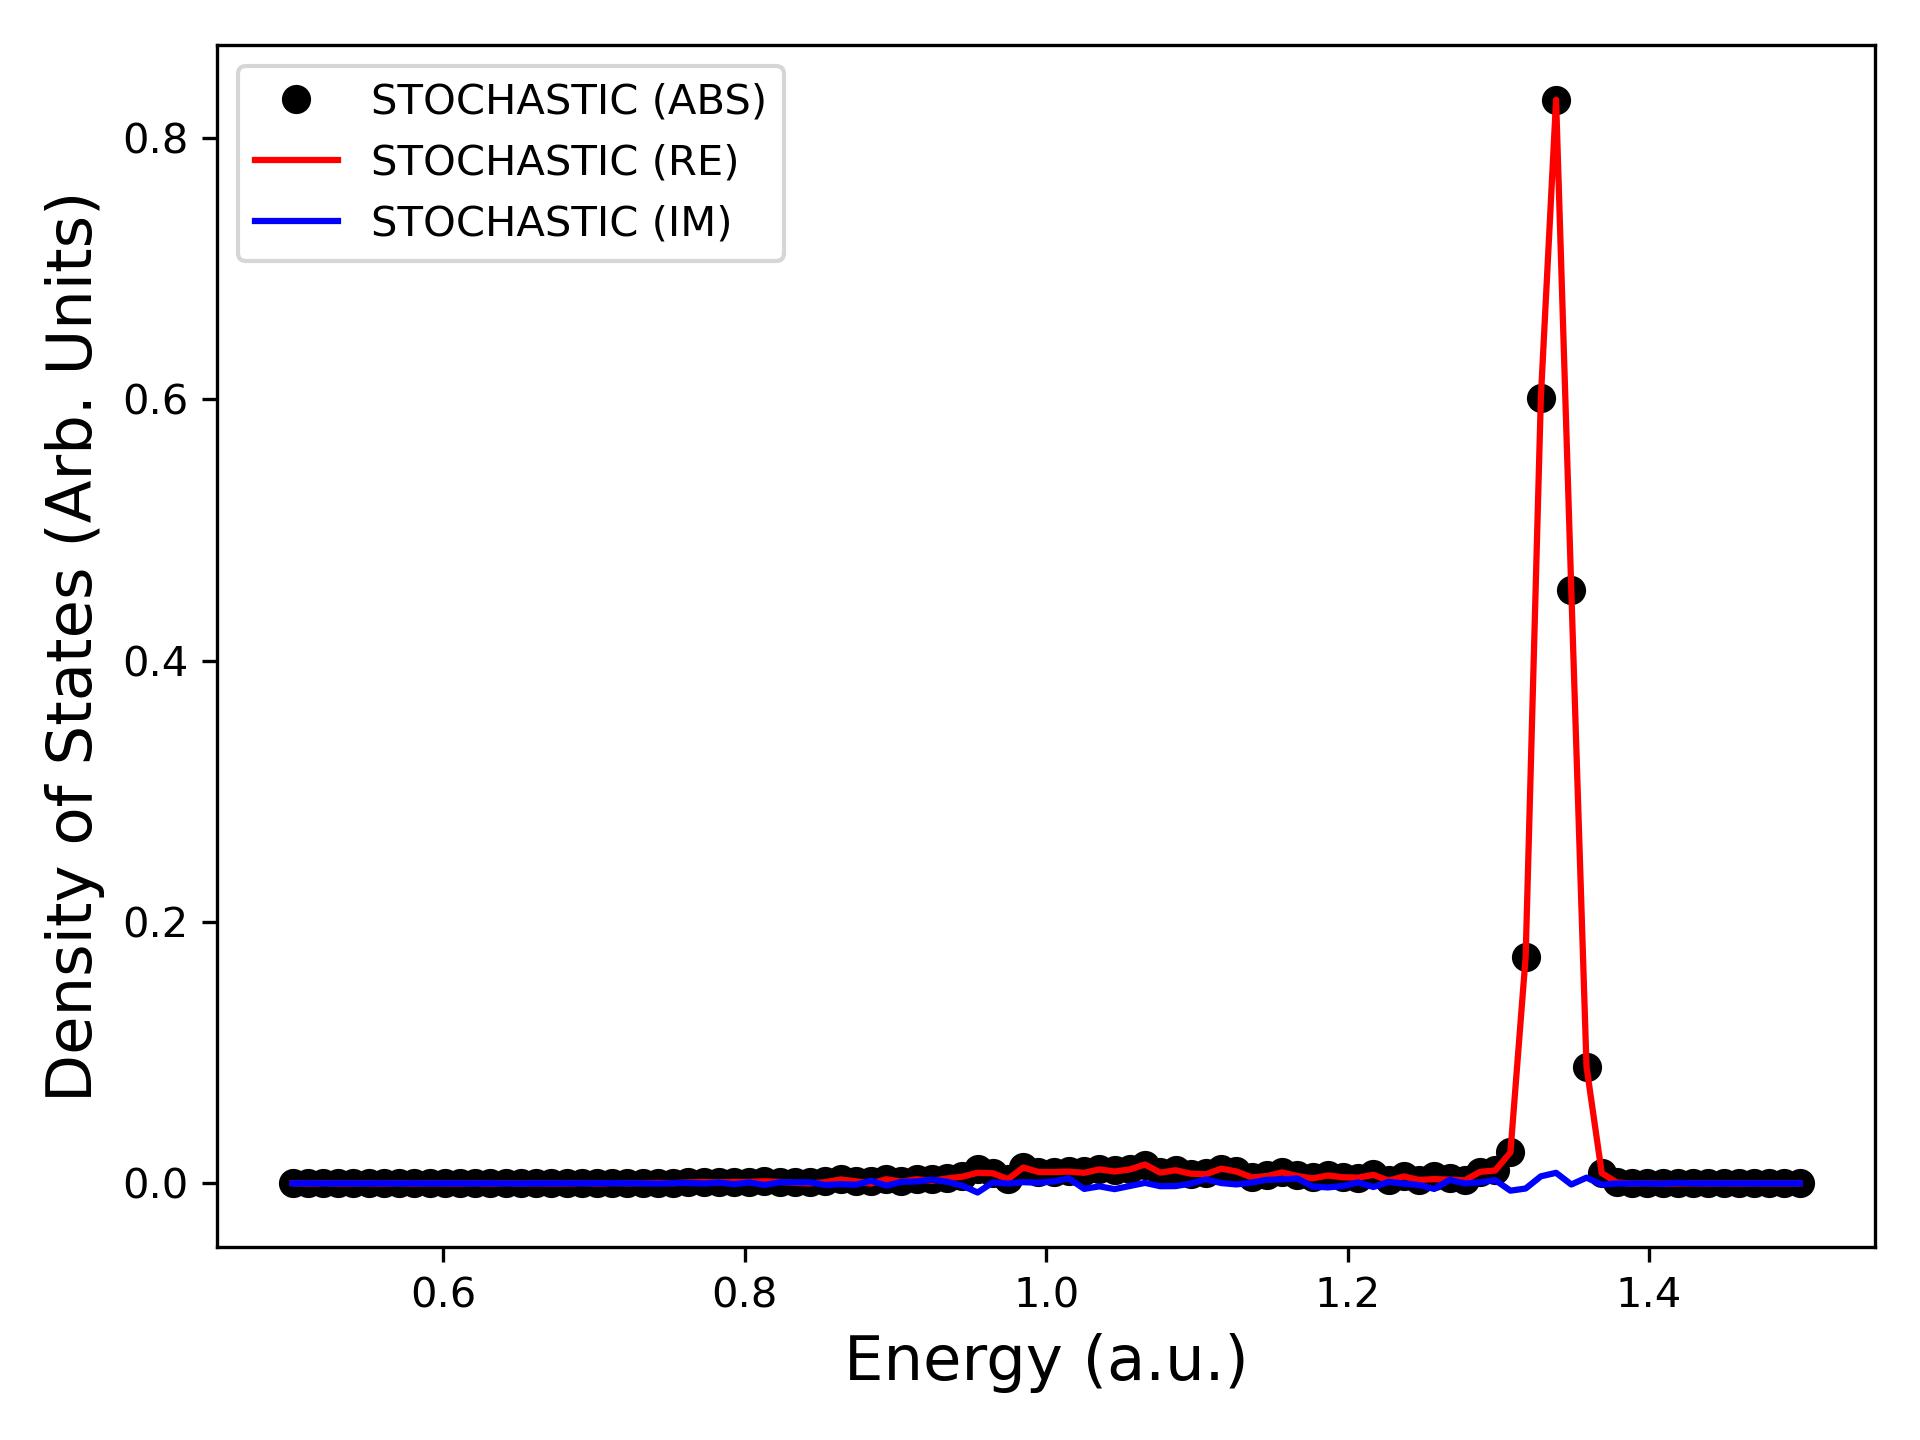 STOCHASTIC (ABS)
STOCHASTIC (RE)
STOCHASTIC (IM)
Density of States (Arb. Units)
0.8
0.6
0.4
0.2
0.0
0.6 0.8 1.0 1.2 1.4
Energy (a.u.)